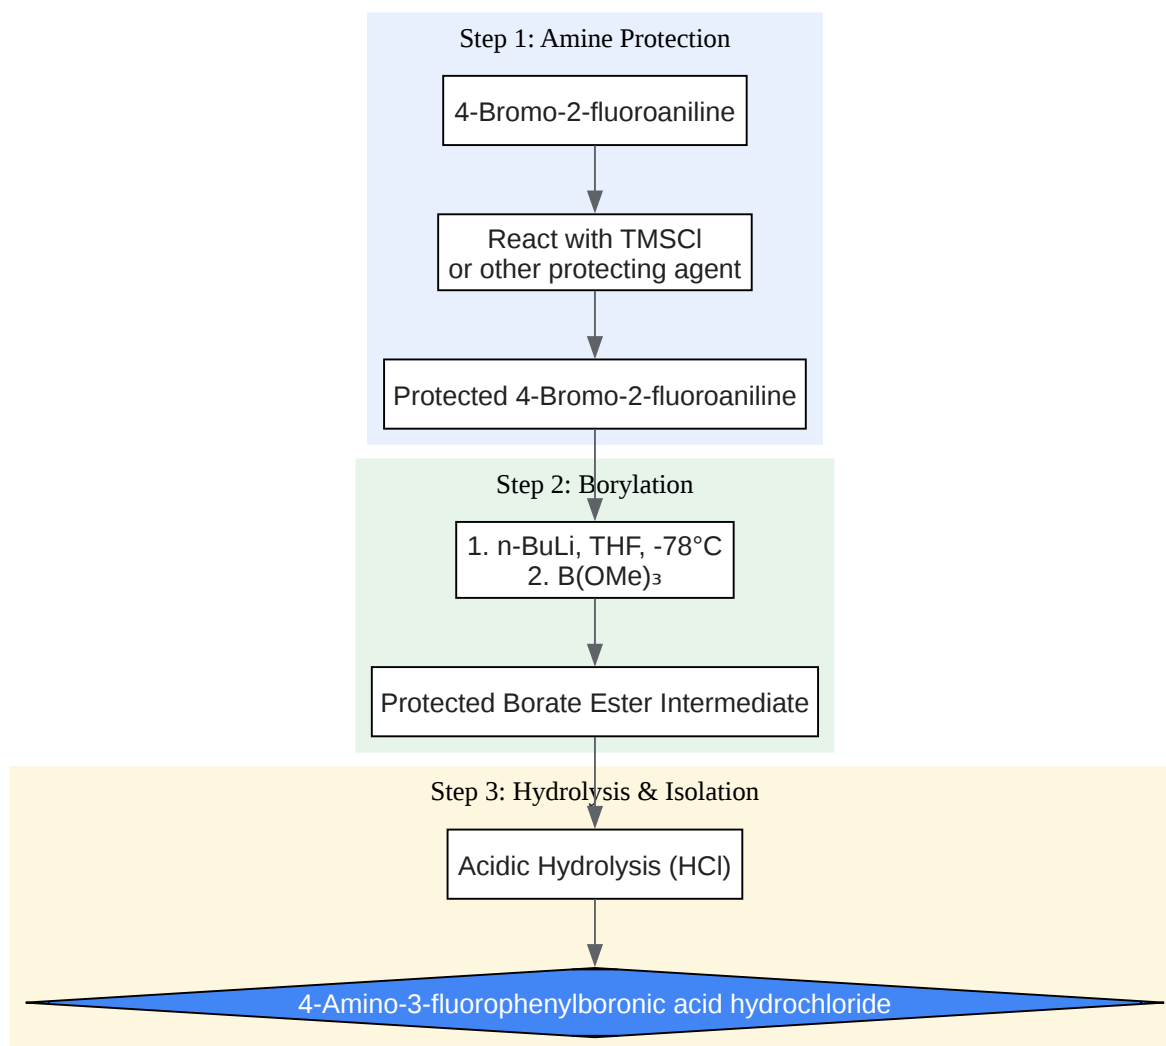 Step 1: Amine Protection
4-Bromo-2-fluoroaniline
React with TMSCl
or other protecting agent
Protected 4-Bromo-2-fluoroaniline
Step 2: Borylation
1. n-BuLi, THF, -78°C
2. B(OMe)₃
Protected Borate Ester Intermediate
Step 3: Hydrolysis & Isolation
Acidic Hydrolysis (HCl)
4-Amino-3-fluorophenylboronic acid hydrochloride